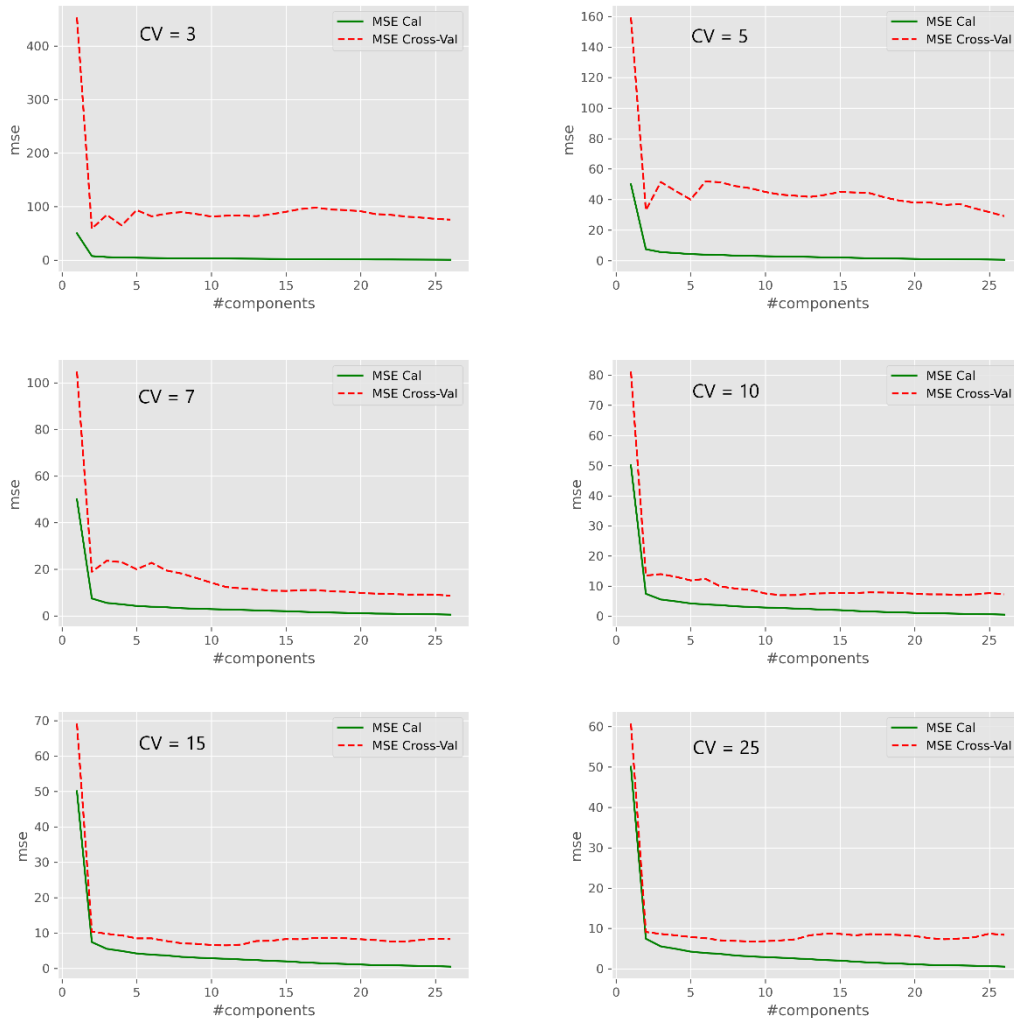 CV = 3
MSE Cal
MSE Cross-Val
400
300
200
100
0
mse
0 5 10 15 20 25
#components
CV = 5
MSE Cal
MSE Cross-Val
160
140
120
100
80
60
40
20
0
mse
0 5 10 15 20 25
#components
CV = 7
MSE Cal
MSE Cross-Val
100
80
60
40
20
0
mse
0 5 10 15 20 25
#components
CV = 10
MSE Cal
MSE Cross-Val
80
70
60
50
40
30
20
10
0
mse
0 5 10 15 20 25
#components
CV = 15
MSE Cal
MSE Cross-Val
70
60
50
40
30
20
10
0
mse
0 5 10 15 20 25
#components
CV = 25
MSE Cal
MSE Cross-Val
60
50
40
30
20
10
0
mse
0 5 10 15 20 25
#components